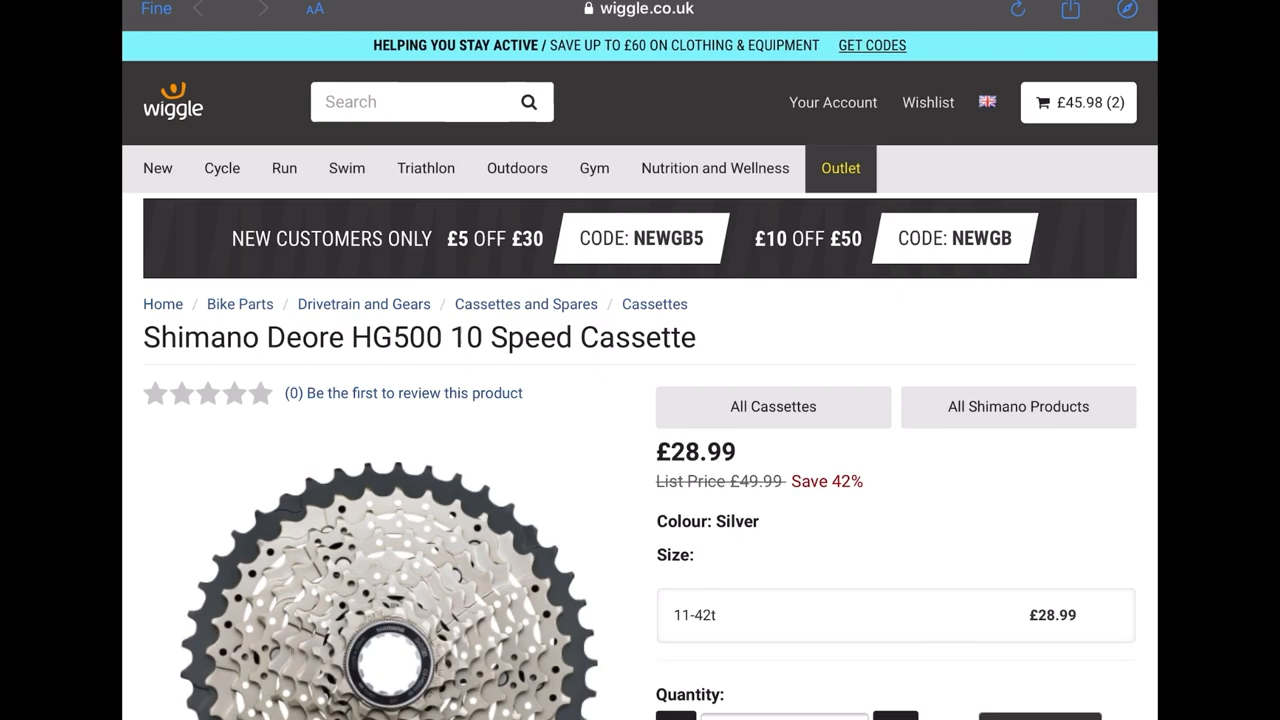 Fine AA wiggle.co.uk
HELPING YOU STAY ACTIVE / SAVE UP TO £60 ON CLOTHING & EQUIPMENT GET CODES
wiggle Search Your Account Wishlist £45.98 (2)
New Cycle Run Swim Triathlon Outdoors Gym Nutrition and Wellness Outlet
NEW CUSTOMERS ONLY £5 OFF £30 CODE: NEWGB5 £10 OFF £50 CODE: NEWGB
Home / Bike Parts / Drivetrain and Gears / Cassettes and Spares / Cassettes
Shimano Deore HG500 10 Speed Cassette
(0) Be the first to review this product
All Cassettes All Shimano Products
£28.99
List Price £49.99 Save 42%
Colour: Silver
Size:
11-42t £28.99
SHIMANO
Quantity: